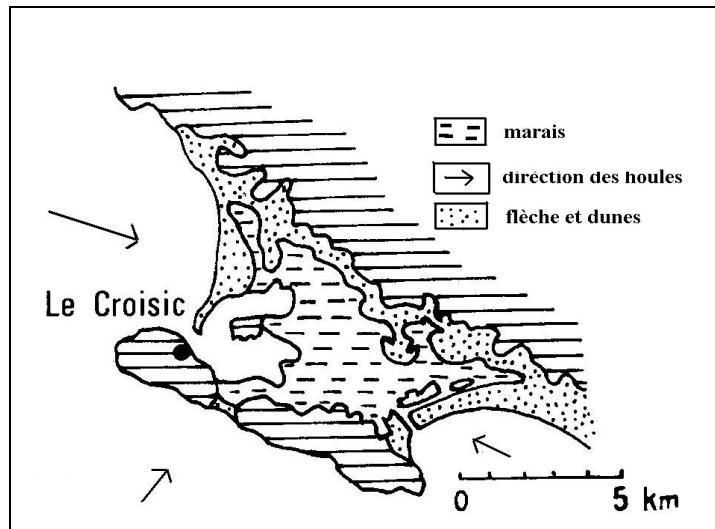 marais
direction des houles
flèche et dunes
Le Croisic
0 5 km